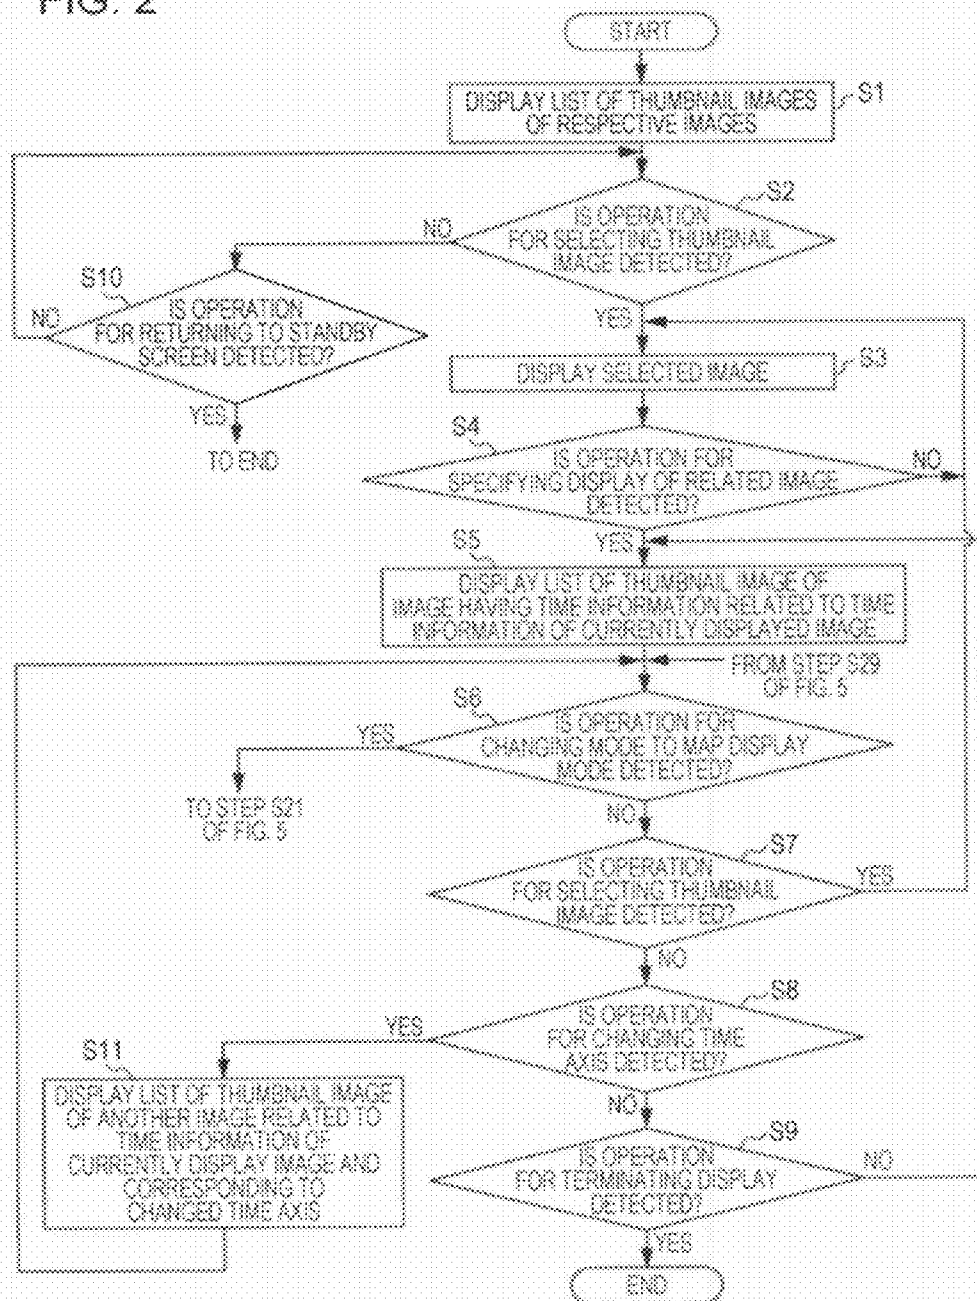 FIG. 2
START
DISPLAY LIST OF THUMBNAIL IMAGES
OF RESPECTIVE IMAGES
S1
IS OPERATION
FOR SELECTING THUMBNAIL
IMAGE DETECTED?
S2
NO
YES
S10
IS OPERATION
FOR RETURNING TO STANDBY
SCREEN DETECTED?
NO
YES
TO END
DISPLAY SELECTED IMAGE
S3
S4
IS OPERATION FOR
SPECIFYING DISPLAY OF RELATED IMAGE
DETECTED?
NO
YES
S5
DISPLAY LIST OF THUMBNAIL IMAGE OF
IMAGE HAVING TIME INFORMATION RELATED TO TIME
INFORMATION OF CURRENTLY DISPLAYED IMAGE
FROM STEP S29
OF FIG. 5
S6
IS OPERATION FOR
CHANGING MODE TO MAP DISPLAY
MODE DETECTED?
YES
TO STEP S21
OF FIG. 5
NO
S7
IS OPERATION
FOR SELECTING THUMBNAIL
IMAGE DETECTED?
YES
NO
S8
IS OPERATION
FOR CHANGING TIME
AXIS DETECTED?
YES
S11
DISPLAY LIST OF THUMBNAIL IMAGE
OF ANOTHER IMAGE RELATED TO
TIME INFORMATION OF
CURRENTLY DISPLAY IMAGE AND
CORRESPONDING TO
CHANGED TIME AXIS
NO
S9
IS OPERATION
FOR TERMINATING DISPLAY
DETECTED?
NO
YES
END